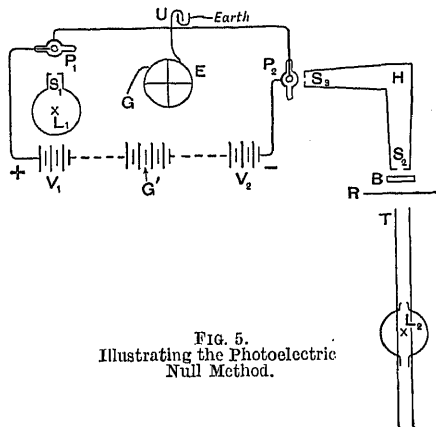 U Earth
P₁
S₁
L₁
G E
P₂
S₃ H
S₂
B
R
T
+ V₁ G' V₂ −
L₂
FIG. 5.
Illustrating the Photoelectric
Null Method.